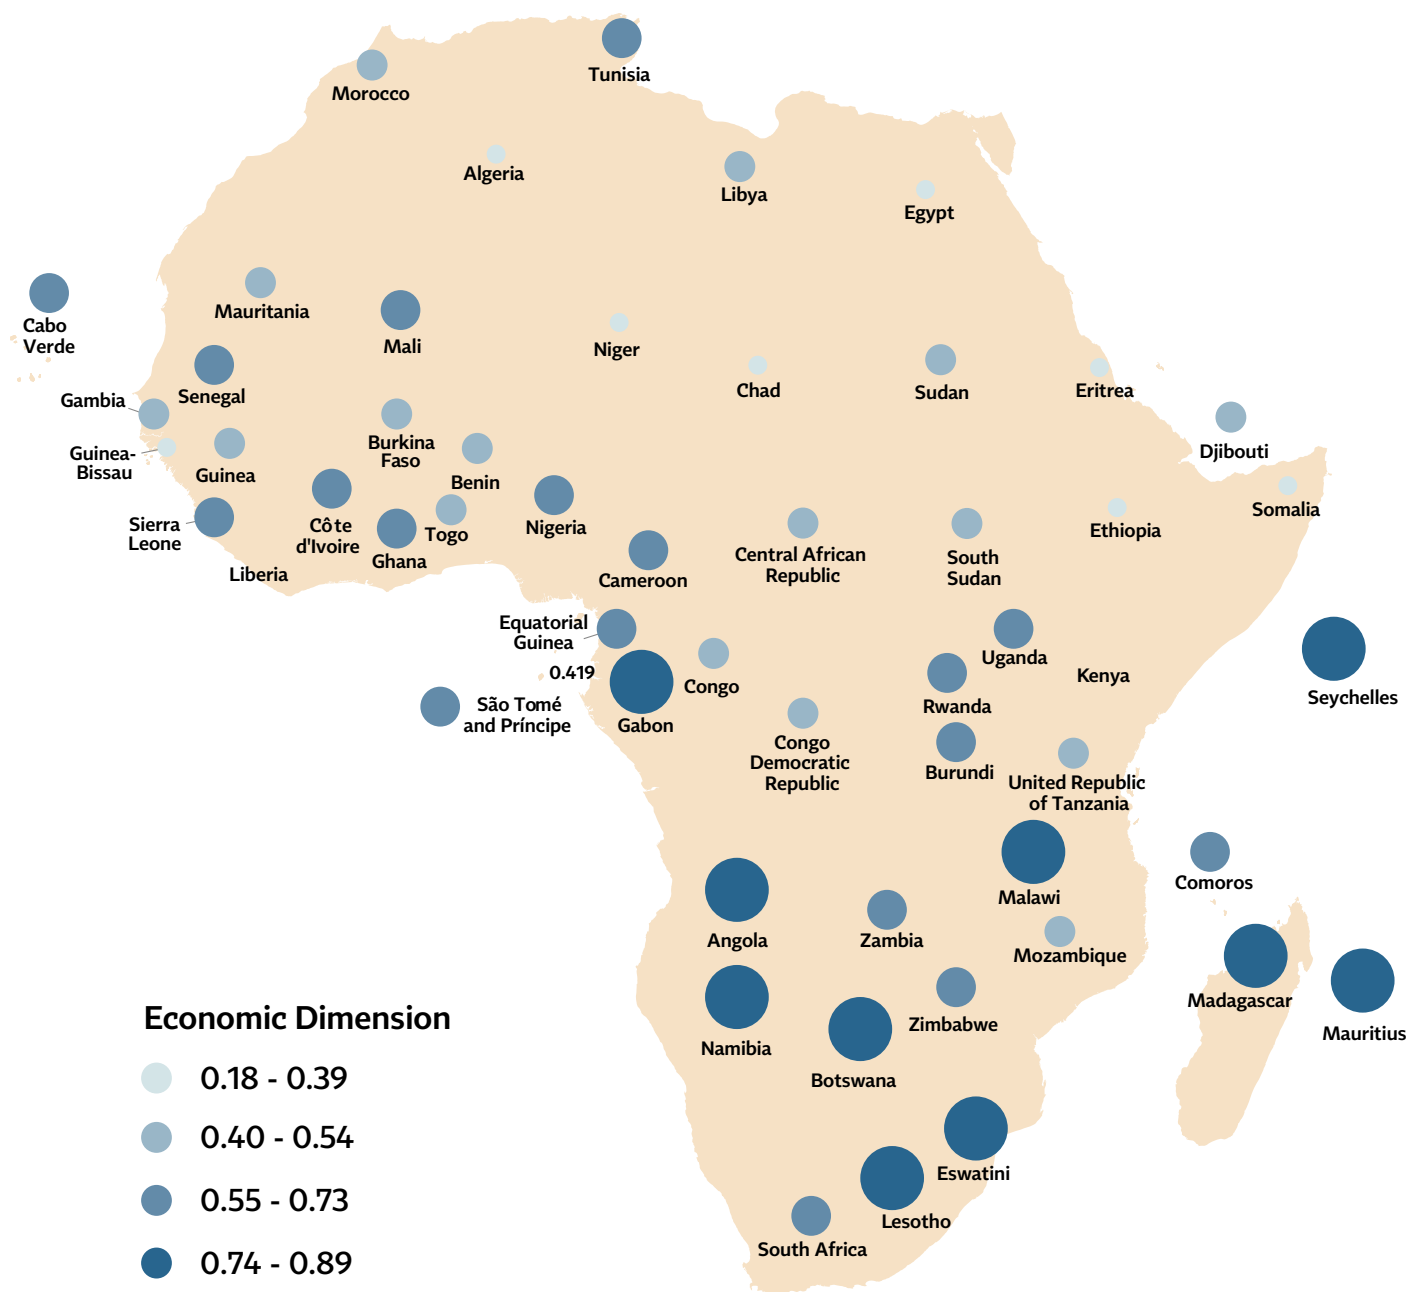 Tunisia
Morocco
Algeria
Libya
Egypt
Mauritania
Cabo
Verde
Mali
Niger
Chad
Sudan
Eritrea
Senegal
Gambia
Burkina
Faso
Djibouti
Guinea-
Bissau
Guinea
Benin
Somalia
Sierra
Leone
Côte
d'Ivoire
Ghana
Togo
Nigeria
Ethiopia
Liberia
Cameroon
Central African
Republic
South
Sudan
Equatorial
Guinea
0.419
Gabon
Congo
Uganda
Kenya
Seychelles
São Tomé
and Príncipe
Rwanda
Congo
Democratic
Republic
Burundi
United Republic
of Tanzania
Malawi
Comoros
Angola
Zambia
Mozambique
Madagascar
Mauritius
Namibia
Zimbabwe
Botswana
Eswatini
Lesotho
South Africa
Economic Dimension
0.18 - 0.39
0.40 - 0.54
0.55 - 0.73
0.74 - 0.89